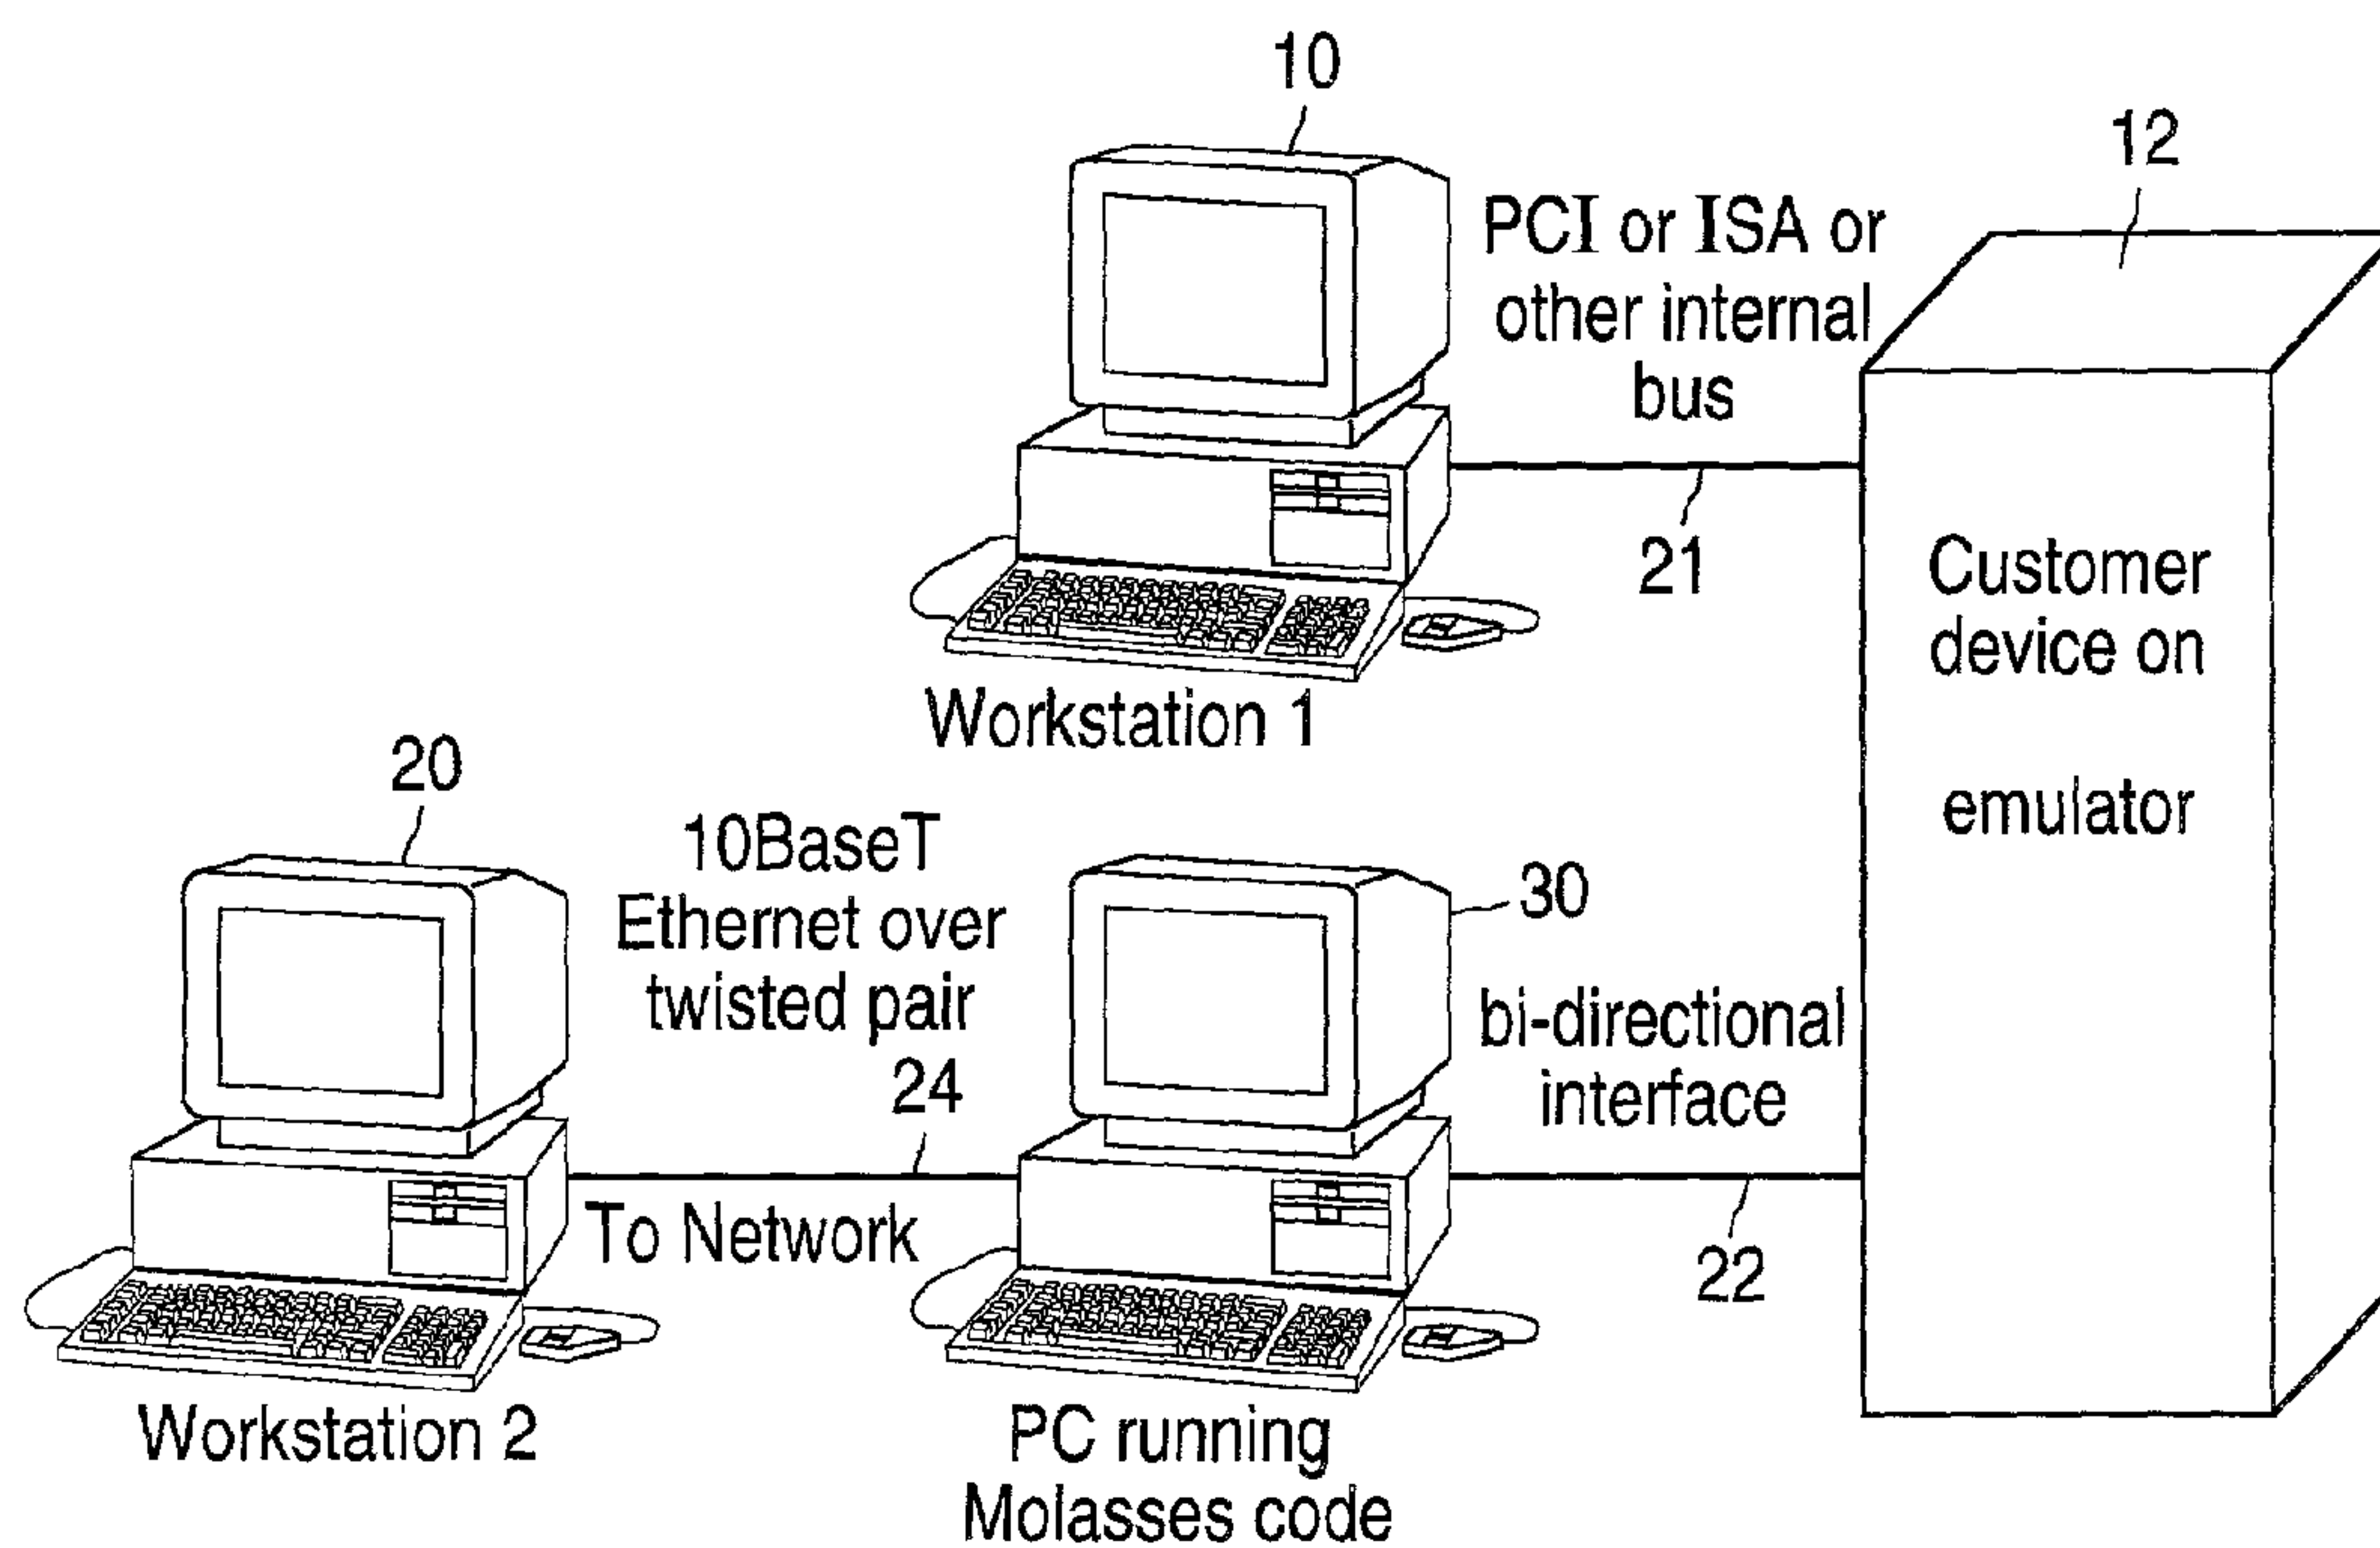 10
12
PCI or ISA or
other internal
bus
21
Customer
device on
emulator
Workstation 1
20
10BaseT
Ethernet over
twisted pair
24
30
bi-directional
interface
To Network
22
Workstation 2
PC running
Molasses code